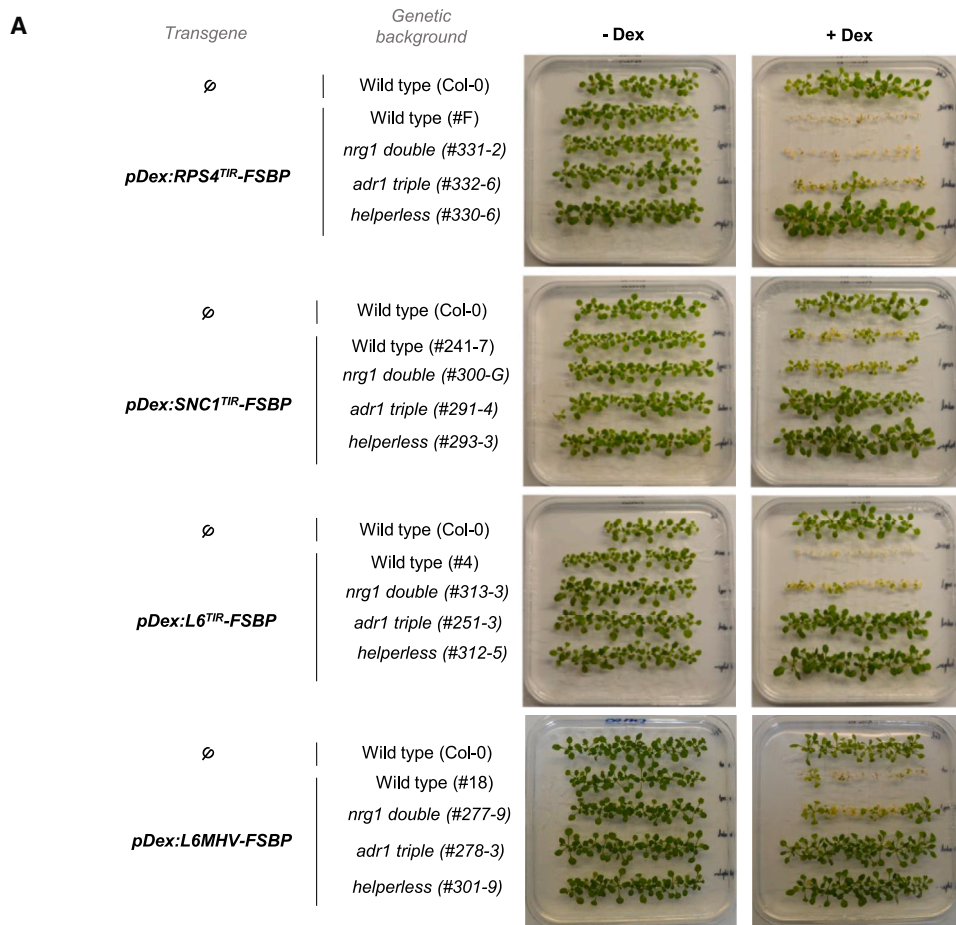 A
Transgene
Genetic
background
- Dex
+ Dex
⌀
Wild type (Col-0)
pDex:RPS4TIR-FSBP
Wild type (#F)
nrg1 double (#331-2)
adr1 triple (#332-6)
helperless (#330-6)
⌀
Wild type (Col-0)
pDex:SNC1TIR-FSBP
Wild type (#241-7)
nrg1 double (#300-G)
adr1 triple (#291-4)
helperless (#293-3)
⌀
Wild type (Col-0)
pDex:L6TIR-FSBP
Wild type (#4)
nrg1 double (#313-3)
adr1 triple (#251-3)
helperless (#312-5)
⌀
Wild type (Col-0)
pDex:L6MHV-FSBP
Wild type (#18)
nrg1 double (#277-9)
adr1 triple (#278-3)
helperless (#301-9)